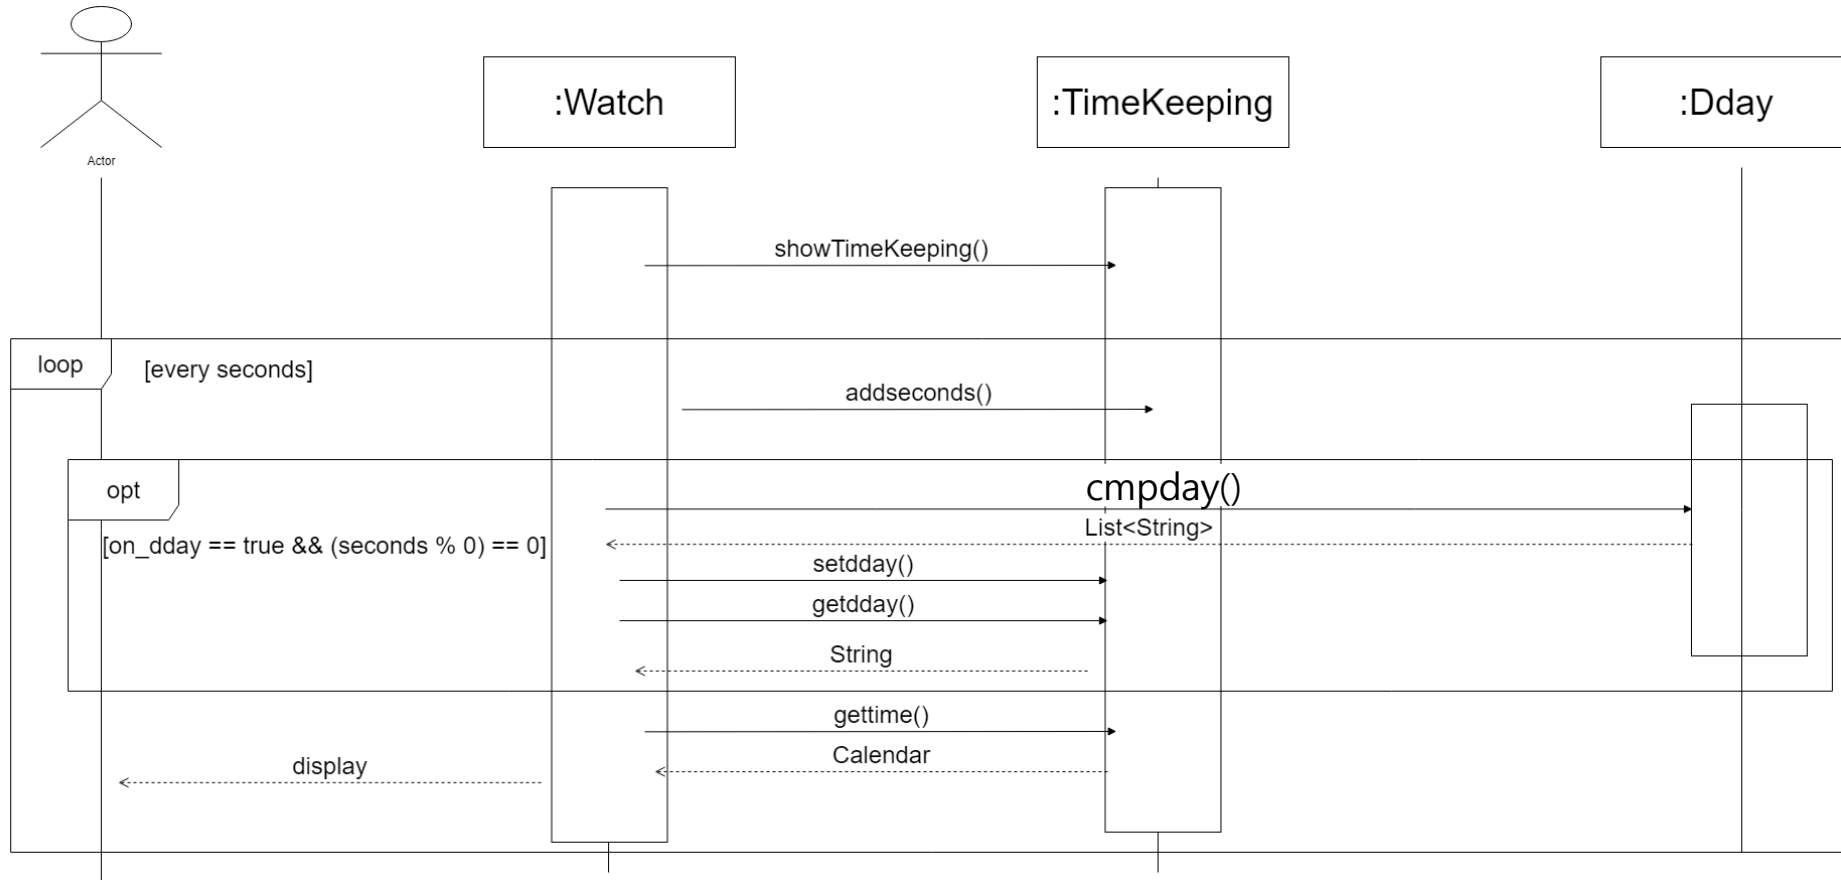 Actor
:Watch
:TimeKeeping
:Dday
showTimeKeeping()
loop
[every seconds]
addseconds()
opt
cmpday()
[on_dday == true && (seconds % 0) == 0]
List<String>
setdday()
getdday()
String
gettime()
Calendar
display